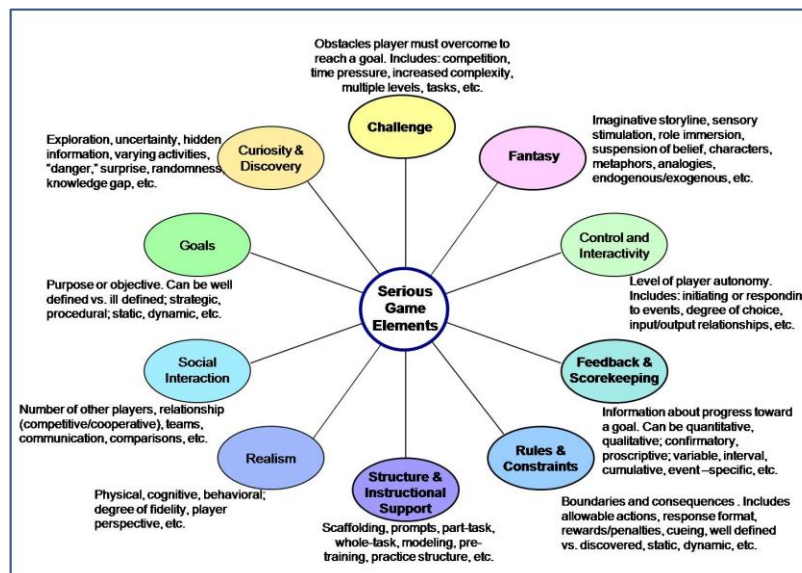 Obstacles player must overcome to
reach a goal. Includes: competition,
time pressure, increased complexity,
multiple levels, tasks, etc.
Challenge
Imaginative storyline, sensory
stimulation, role immersion,
suspension of belief, characters,
metaphors, analogies,
endogenous/exogenous, etc.
Fantasy
Exploration, uncertainty, hidden
information, varying activities,
"danger," surprise, randomness,
knowledge gap, etc.
Curiosity &
Discovery
Goals
Purpose or objective. Can be well
defined vs. ill defined; strategic,
procedural; static, dynamic, etc.
Control and
Interactivity
Level of player autonomy.
Includes: initiating or responding
to events, degree of choice,
input/output relationships, etc.
Serious
Game
Elements
Social
Interaction
Number of other players, relationship
(competitive/cooperative), teams,
communication, comparisons, etc.
Feedback &
Scorekeeping
Information about progress toward
a goal. Can be quantitative,
qualitative; confirmatory,
proscriptive; variable, interval,
cumulative, event –specific, etc.
Realism
Physical, cognitive, behavioral;
degree of fidelity, player
perspective, etc.
Structure &
Instructional
Support
Scaffolding, prompts, part-task,
whole-task, modeling, pre-
training, practice structure, etc.
Rules &
Constraints
Boundaries and consequences . Includes
allowable actions, response format,
rewards/penalties, cueing, well defined
vs. discovered, static, dynamic, etc.